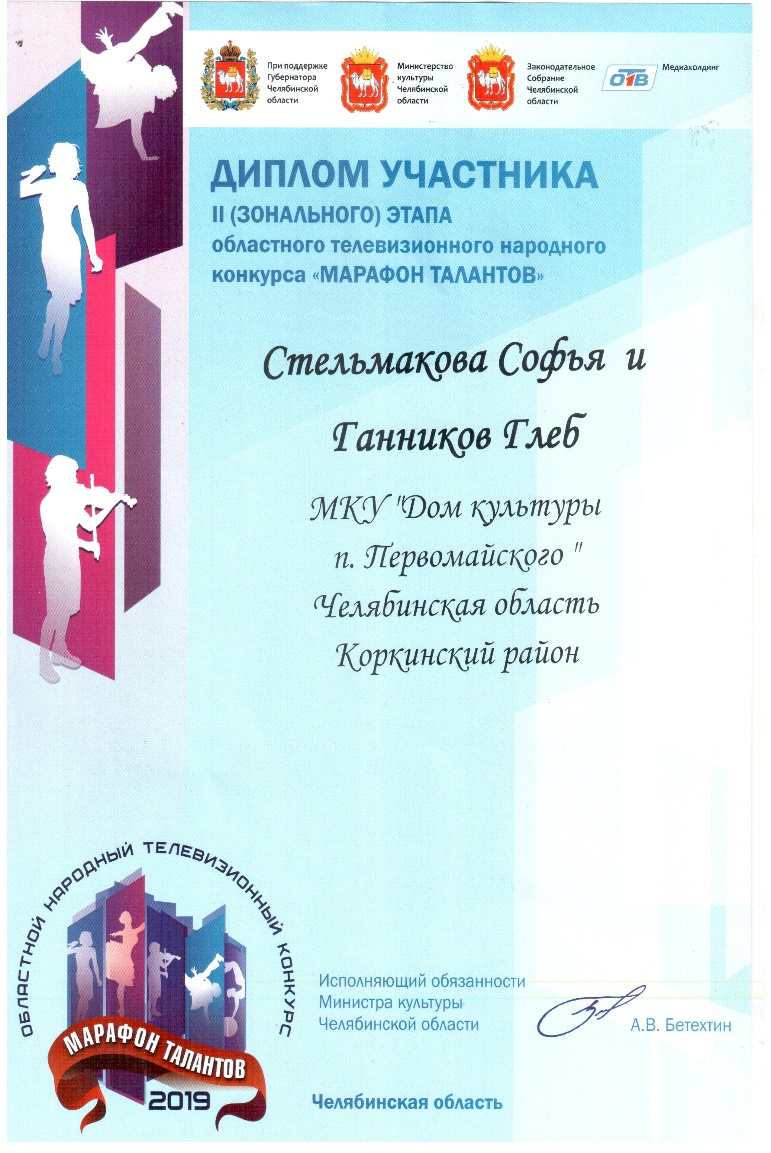 При поддержке
Губернатора
Челябинской
области
Министерство
культуры
Челябинской
области
Законодательное
Собрание
Челябинской
области
ОТВ
Медиахолдинг
ДИПЛОМ УЧАСТНИКА
II (ЗОНАЛЬНОГО) ЭТАПА
областного телевизионного народного
конкурса «МАРАФОН ТАЛАНТОВ»
Стельмакова Софья и
Ганников Глеб
МКУ "Дом культуры
п. Первомайского "
Челябинская область
Коркинский район
ОБЛАСТНОЙ НАРОДНЫЙ ТЕЛЕВИЗИОННЫЙ КОНКУРС
МАРАФОН ТАЛАНТОВ
2019
Исполняющий обязанности
Министра культуры
Челябинской области
А.В. Бетехтин
Челябинская область